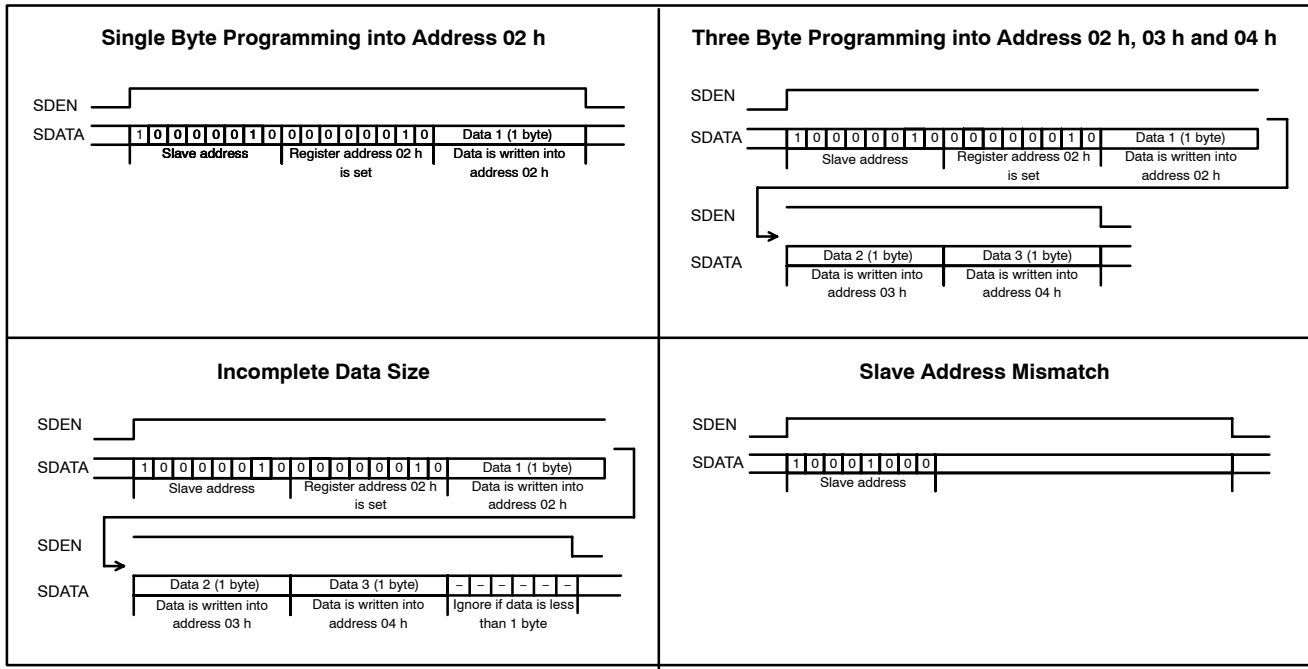 Single Byte Programming into Address 02 h
SDEN
SDATA
1 0 0 0 0 0 1 0 0 0 0 0 0 0 1 0 Data 1 (1 byte)
Slave address Register address 02 h Data is written into
is set address 02 h
Three Byte Programming into Address 02 h, 03 h and 04 h
SDEN
SDATA
1 0 0 0 0 0 1 0 0 0 0 0 0 0 1 0 Data 1 (1 byte)
Slave address Register address 02 h Data is written into
is set address 02 h
SDEN
SDATA
Data 2 (1 byte) Data 3 (1 byte)
Data is written into Data is written into
address 03 h address 04 h
Incomplete Data Size
SDEN
SDATA
1 0 0 0 0 0 1 0 0 0 0 0 0 0 1 0 Data 1 (1 byte)
Slave address Register address 02 h Data is written into
is set address 02 h
SDEN
SDATA
Data 2 (1 byte) Data 3 (1 byte) – – – – – –
Data is written into Data is written into Ignore if data is less
address 03 h address 04 h than 1 byte
Slave Address Mismatch
SDEN
SDATA
1 0 0 0 1 0 0 0
Slave address